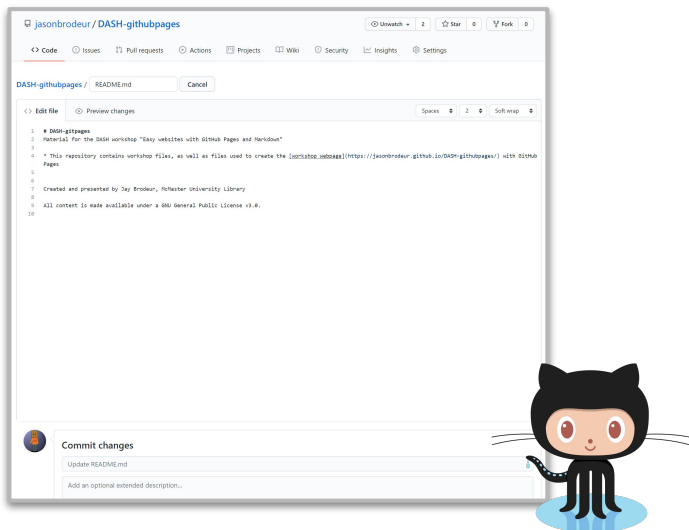 jasonbrodeur / DASH-githubpages
Unwatch 2 Star 0 Fork 0
<> Code Issues Pull requests Actions Projects Wiki Security Insights Settings
DASH-githubpages / README.md Cancel
<> Edit file Preview changes Spaces 2 Soft wrap
1 # DASH-gitpages
2 Material for the DASH workshop "Easy websites with GitHub Pages and Markdown"
3
4 * This repository contains workshop files, as well as files used to create the [workshop webpage](https://jasonbrodeur.github.io/DASH-githubpages/) with GitHub
Pages
5
6
7 Created and presented by Jay Brodeur, McMaster University Library
8
9 All content is made available under a GNU General Public License v3.0.
10
Commit changes
Update README.md
Add an optional extended description...